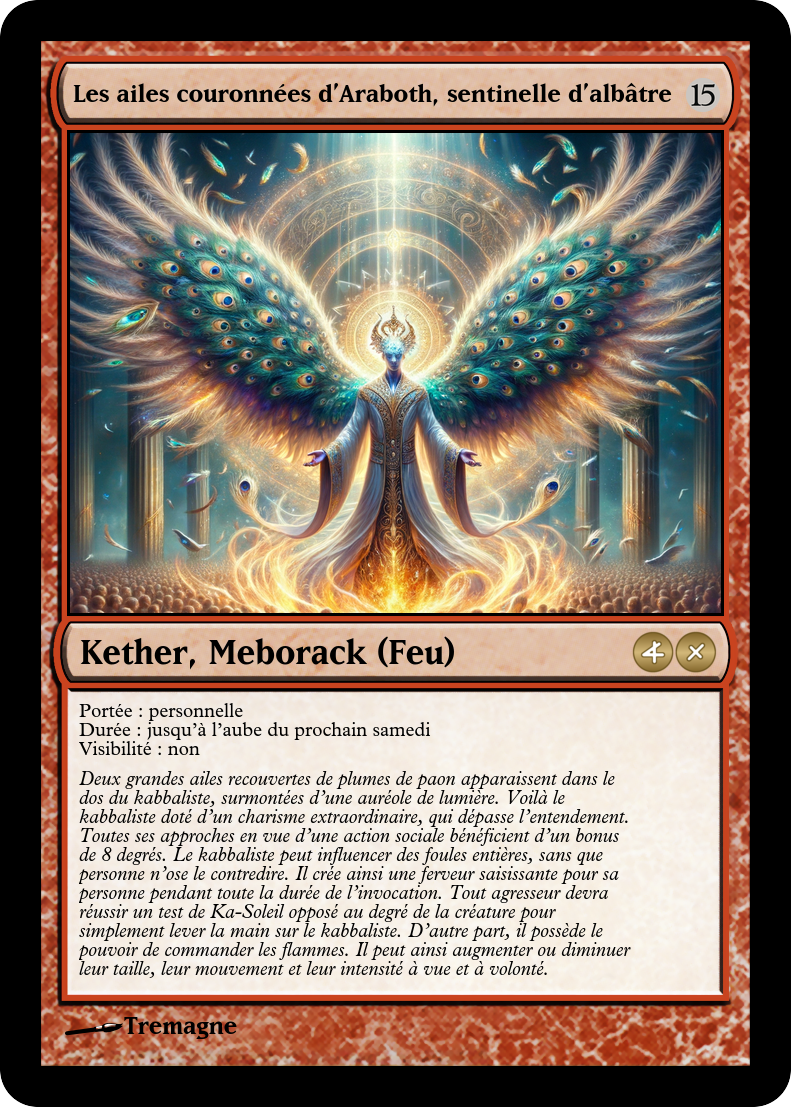 Les ailes couronnées d'Araboth, sentinelle d'albâtre 15
Kether, Meborack (Feu) 4 ×
Portée : personnelle
Durée : jusqu'à l'aube du prochain samedi
Visibilité : non
Deux grandes ailes recouvertes de plumes de paon apparaissent dans le
dos du kabbaliste, surmontées d'une auréole de lumière. Voilà le
kabbaliste doté d'un charisme extraordinaire, qui dépasse l'entendement.
Toutes ses approches en vue d'une action sociale bénéficient d'un bonus
de 8 degrés. Le kabbaliste peut influencer des foules entières, sans que
personne n'ose le contredire. Il crée ainsi une ferveur saisissante pour sa
personne pendant toute la durée de l'invocation. Tout agresseur devra
réussir un test de Ka-Soleil opposé au degré de la créature pour
simplement lever la main sur le kabbaliste. D'autre part, il possède le
pouvoir de commander les flammes. Il peut ainsi augmenter ou diminuer
leur taille, leur mouvement et leur intensité à vue et à volonté.
Tremagne